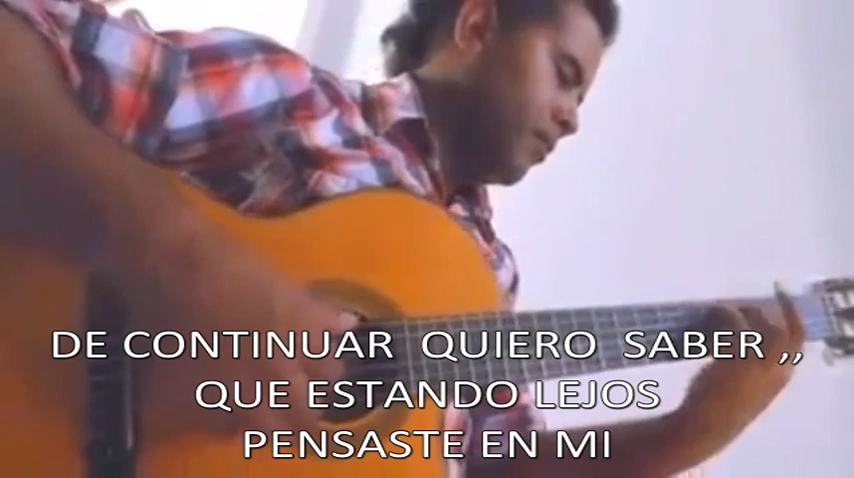 DE CONTINUAR QUIERO SABER ,,
QUE ESTANDO LEJOS
PENSASTE EN MI